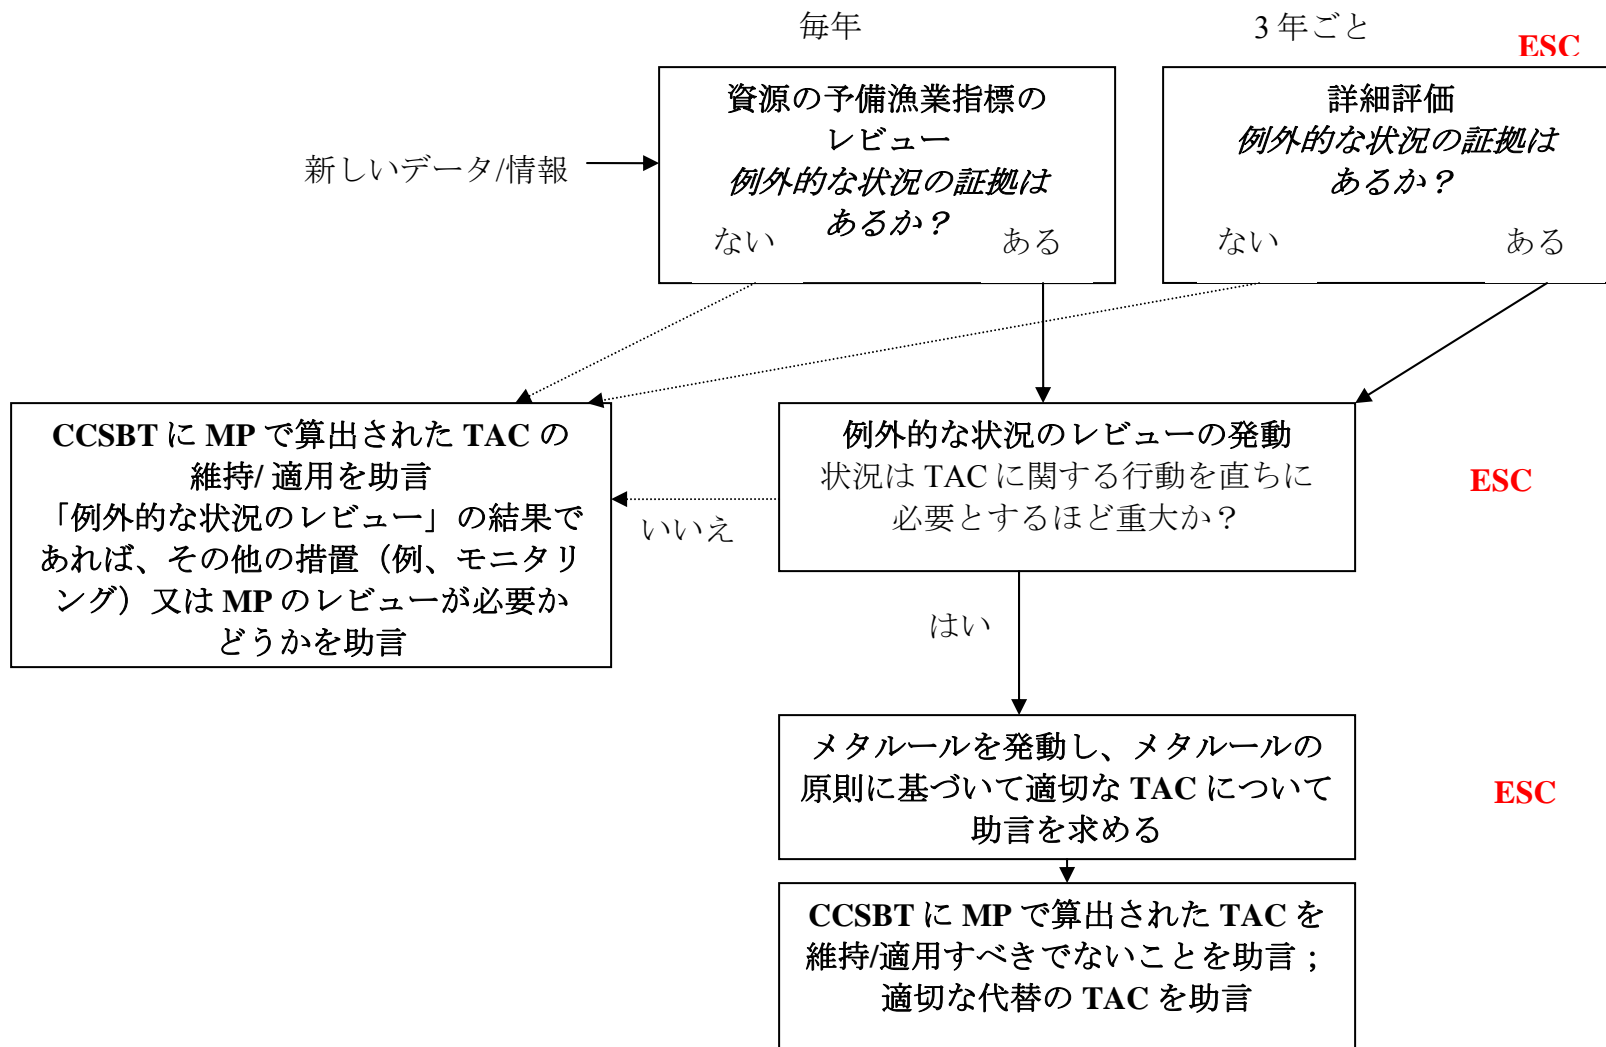 毎年
3 年ごと
ESC
資源の予備漁業指標の
レビュー
例外的な状況の証拠は
あるか？
ない
ある
詳細評価
例外的な状況の証拠は
あるか？
ない
ある
新しいデータ/情報
CCSBT に MP で算出された TAC の
維持/ 適用を助言
「例外的な状況のレビュー」の結果で
あれば、その他の措置（例、モニタリ
ング）又は MP のレビューが必要か
どうかを助言
いいえ
例外的な状況のレビューの発動
状況は TAC に関する行動を直ちに
必要とするほど重大か？
ESC
はい
メタルールを発動し、メタルールの
原則に基づいて適切な TAC について
助言を求める
ESC
CCSBT に MP で算出された TAC を
維持/適用すべきでないことを助言；
適切な代替の TAC を助言